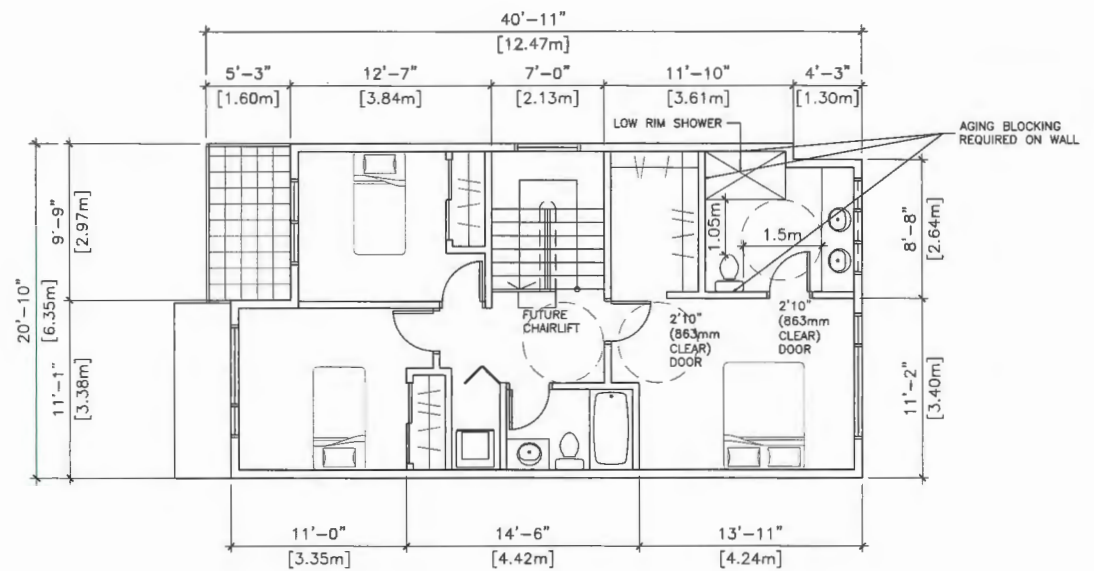 40'-11"
[12.47m]
5'-3"
12'-7"
7'-0"
11'-10"
4'-3"
[1.60m]
[3.84m]
[2.13m]
[3.61m]
[1.30m]
LOW RIM SHOWER
AGING BLOCKING
REQUIRED ON WALL
20'-10"
[6.35m]
9'-9"
[2.97m]
11'-1"
[3.38m]
1.05m
1.5m
8'-8"
[2.64m]
11'-2"
[3.40m]
FUTURE
CHAIRLIFT
2'10"
(863mm
CLEAR)
DOOR
2'10"
(863mm
CLEAR)
DOOR
11'-0"
14'-6"
13'-11"
[3.35m]
[4.42m]
[4.24m]